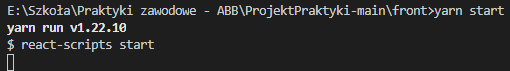 E:\Szkoła\Praktyki zawodowe - ABB\ProjektPraktyki-main\front>yarn start
yarn run v1.22.10
$ react-scripts start